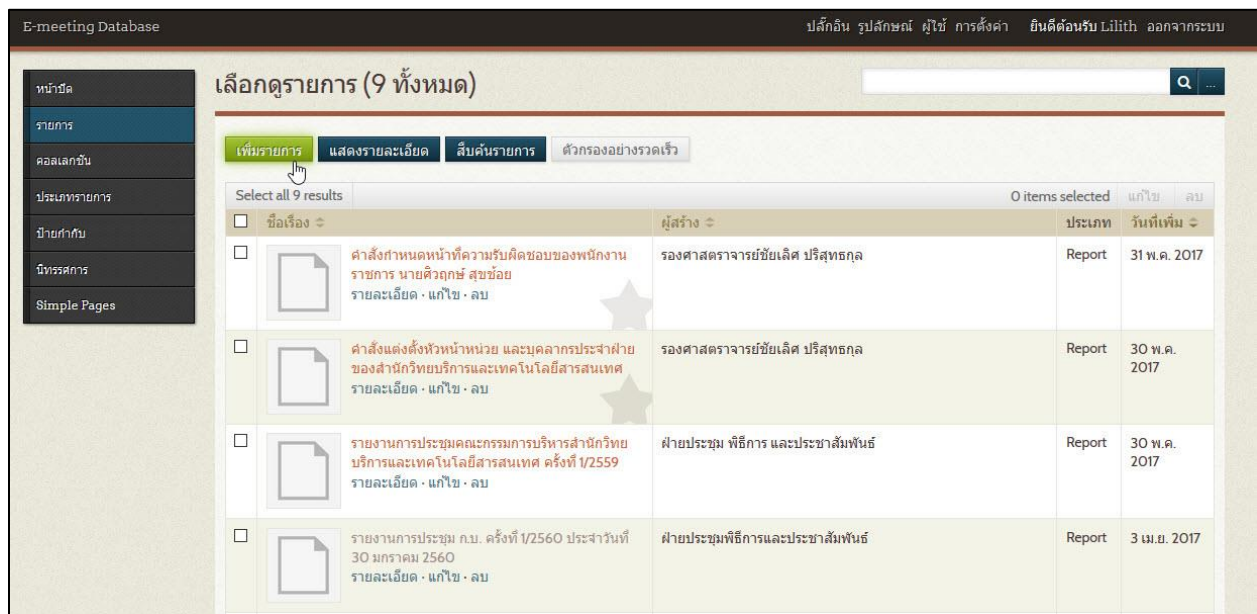 E-meeting Database
ปลั๊กอิน รูปลักษณ์ ผู้ใช้ การตั้งค่า ยินดีต้อนรับ Lilith ออกจากระบบ
หน้าปัด
รายการ
คอลเลกชัน
ประเภทรายการ
ป้ายกำกับ
นิทรรศการ
Simple Pages
เลือกดูรายการ (9 ทั้งหมด)
...
เพิ่มรายการ แสดงรายละเอียด สืบค้นรายการ ตัวกรองอย่างรวดเร็ว
Select all 9 results 0 items selected แก้ไข ลบ
ชื่อเรื่อง ผู้สร้าง ประเภท วันที่เพิ่ม
คำสั่งกำหนดหน้าที่ความรับผิดชอบของพนักงาน
ราชการ นายศิวฤกษ์ สุขช้อย
รายละเอียด · แก้ไข · ลบ
รองศาสตราจารย์ชัยเลิศ ปริสุทธกุล
Report
31 พ.ค. 2017
คำสั่งแต่งตั้งหัวหน้าหน่วย และบุคลากรประจำฝ่าย
ของสำนักวิทยบริการและเทคโนโลยีสารสนเทศ
รายละเอียด · แก้ไข · ลบ
รองศาสตราจารย์ชัยเลิศ ปริสุทธกุล
Report
30 พ.ค.
2017
รายงานการประชุมคณะกรรมการบริหารสำนักวิทย
บริการและเทคโนโลยีสารสนเทศ ครั้งที่ 1/2559
รายละเอียด · แก้ไข · ลบ
ฝ่ายประชุม พิธีการ และประชาสัมพันธ์
Report
30 พ.ค.
2017
รายงานการประชุม ก.บ. ครั้งที่ 1/2560 ประจำวันที่
30 มกราคม 2560
รายละเอียด · แก้ไข · ลบ
ฝ่ายประชุมพิธีการและประชาสัมพันธ์
Report
3 เม.ย. 2017